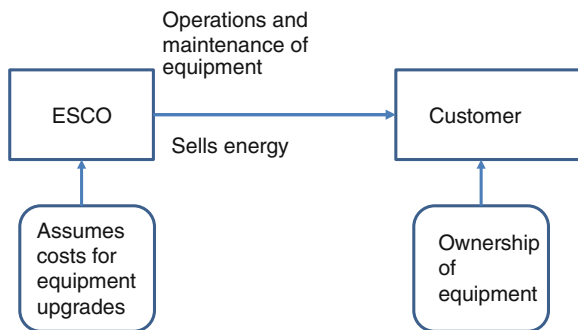 Operations and
maintenance of
equipment
ESCO
Customer
Sells energy
Assumes
costs for
equipment
upgrades
Ownership
of
equipment